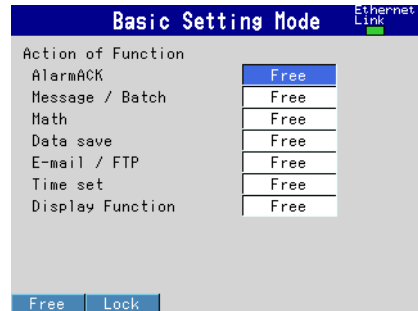 Basic Setting Mode
Ethernet
Link
Action of Function
AlarmACK Free
Message / Batch Free
Math Free
Data save Free
E-mail / FTP Free
Time set Free
Display Function Free
Free Lock